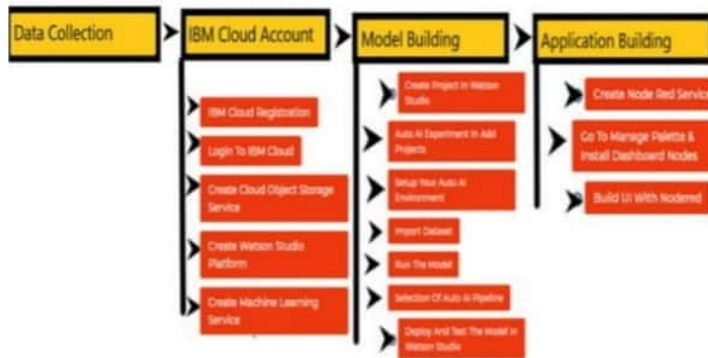 Data Collection
IBM Cloud Account
Model Building
Application Building
IBM Cloud Registration
Login To IBM Cloud
Create Cloud Object Storage
Service
Create Watson Studio
Platform
Create Machine Learning
Service
Create Project In Watson
Studio
Auto AI Experiment In Add
Projects
Setup Your Auto AI
Environment
Import Dataset
Run The Model
Selection Of Auto AI Pipeline
Deploy And Test The Model In
Watson Studio
Create Node Red Service
Go To Manage Palette &
Install Dashboard Nodes
Build UI With Nodered